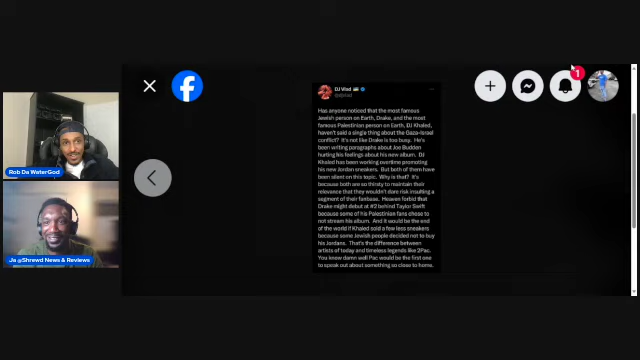 1
DJ Vlad
@djvlad
Has anyone noticed that the most famous
Jewish person on Earth, Drake, and the most
famous Palestinian person on Earth, DJ Khaled,
haven't said a single thing about the Gaza-Israel
conflict? It's not like Drake is too busy. He's
been writing paragraphs about Joe Budden
hurting his feelings about his new album. DJ
Khaled has been working overtime promoting
his new Jordan sneakers. But both of them have
been silent on this topic. Why is that? It's
because both are so thirsty to maintain their
relevance that they wouldn't dare risk insulting a
segment of their fanbase. Heaven forbid that
Drake might debut at #2 behind Taylor Swift
because some of his Palestinian fans chose to
not stream his album. And it would be the end
of the world if Khaled sold a few less sneakers
because some Jewish people decided not to buy
his Jordans. That's the difference between
artists of today and timeless legends like 2Pac.
You know damn well Pac would be the first one
to speak out about something so close to home.
Rob Da WaterGod
Ja @Shrewd News & Reviews